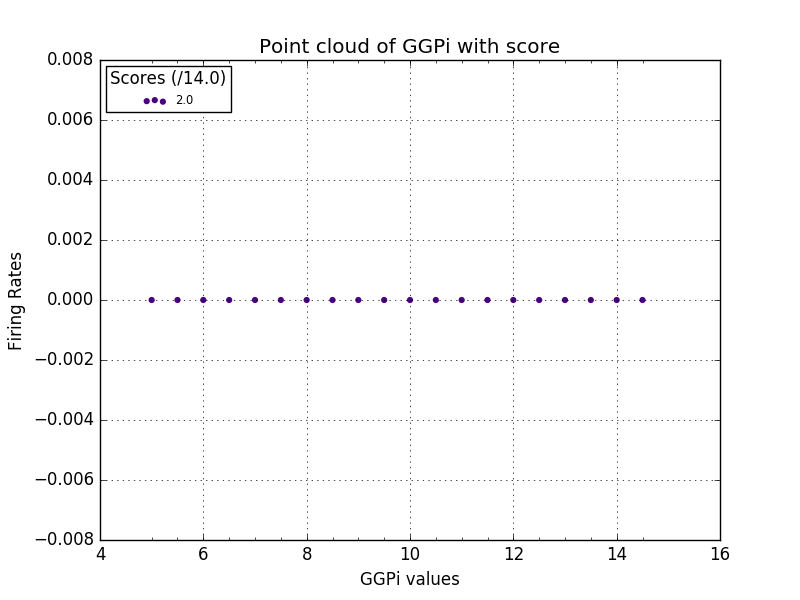 Point cloud of GGPi with score
Scores (/14.0)
2.0
Firing Rates
0.008
0.006
0.004
0.002
0.000
−0.002
−0.004
−0.006
−0.008
4 6 8 10 12 14 16
GGPi values